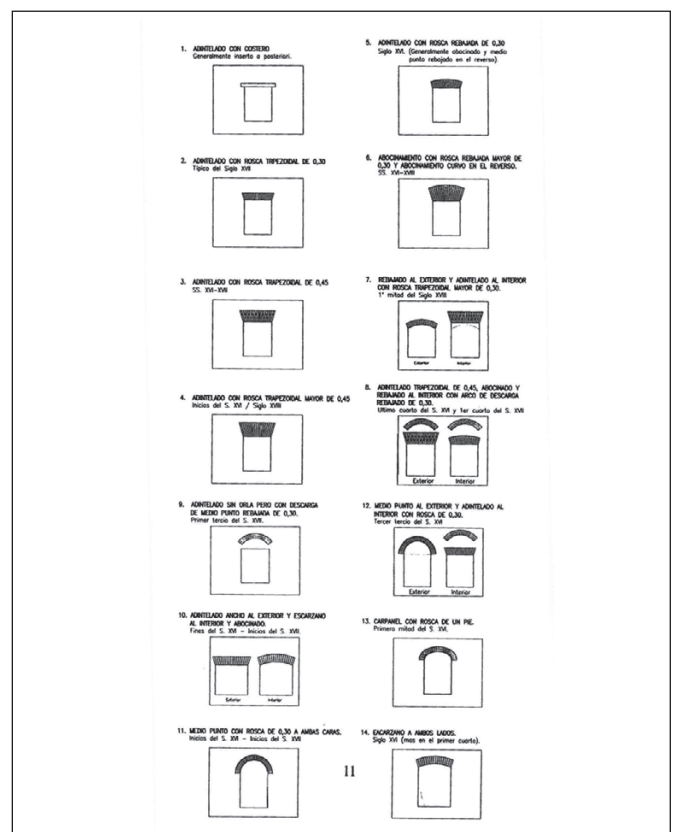 1. ADINTELADO CON COSTERO
Generalmente inserto a posteriori.
2. ADINTELADO CON ROSCA TRPEZOIDAL DE 0,30
Típico del Siglo XVII
3. ADINTELADO CON ROSCA TRAPEZOIDAL DE 0,45
SS. XVI-XVII
4. ADINTELADO CON ROSCA TRAPEZOIDAL MAYOR DE 0,45
Inicios del S. XVI / Siglo XVIII
5. ADINTELADO CON ROSCA REBAJADA DE 0,30
Siglo XVI. (Generalmente abocinado y medio
punto rebajado en el reverso).
6. ABOCINAMIENTO CON ROSCA REBAJADA MAYOR DE
0,30 Y ABOCINAMIENTO CURVO EN EL REVERSO.
SS. XVI-XVIII
7. REBAJADO AL EXTERIOR Y ADINTELADO AL INTERIOR
CON ROSCA TRAPEZOIDAL MAYOR DE 0,30.
1ª mitad del Siglo XVIII
Exterior Interior
8. ADINTELADO TRAPEZOIDAL DE 0,45, ABOCINADO Y
REBAJADO AL INTERIOR CON ARCO DE DESCARGA
REBAJADO DE 0,30.
Ultimo cuarto del S. XVI y 1er cuarto del S. XVII
Exterior Interior
9. ADINTELADO SIN ORLA PERO CON DESCARGA
DE MEDIO PUNTO REBAJADA DE 0,30.
Primer tercio del S. XVII.
10. ADINTELADO ANCHO AL EXTERIOR Y ESCARZANO
AL INTERIOR Y ABOCINADO.
Fines del S. XVI - Inicios del S. XVII.
Exterior Interior
11. MEDIO PUNTO CON ROSCA DE 0,30 A AMBAS CARAS.
Inicios del S. XVI - Inicios del S. XVII
12. MEDIO PUNTO AL EXTERIOR Y ADINTELADO AL
INTERIOR CON ROSCA DE 0,30.
Tercer tercio del S. XVI
Exterior Interior
13. CARPANEL CON ROSCA DE UN PIE.
Primera mitad del S. XVI.
14. EACARZANO A AMBOS LADOS.
Siglo XVI (mas en el primer cuarto).
11